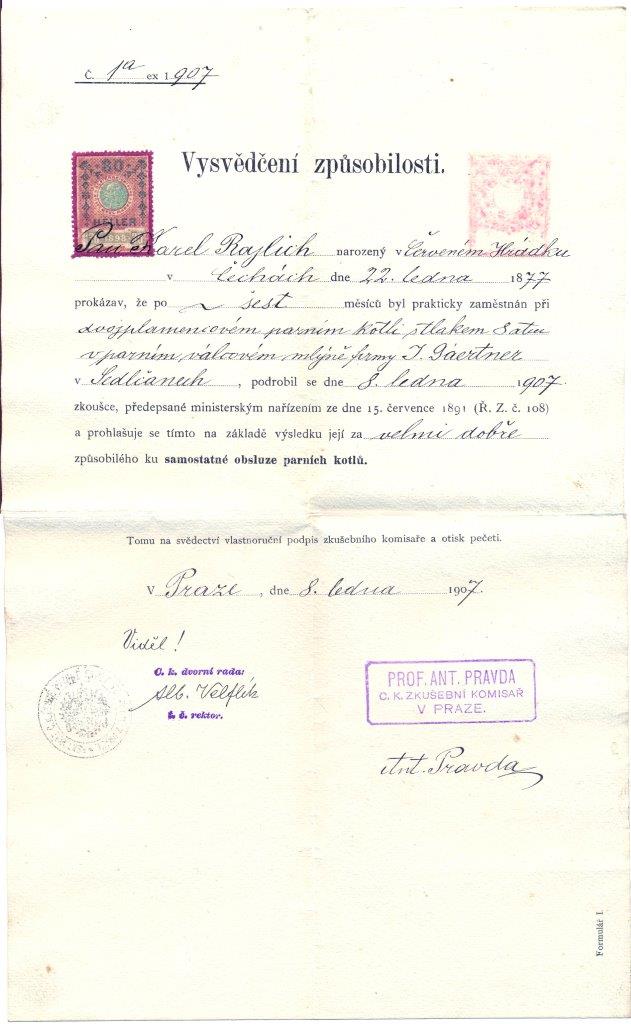 Č. 1a ex 1907
Vysvědčení způsobilosti.
80
HELLER
1898
Pan Karel Rajlich narozený v Červeném Hrádku
v Čechách dne 22. ledna 1877
prokázav, že po šest měsíců byl prakticky zaměstnán při
dvojplamencovém parním kotli s tlakem 8 atm
v parním, válcovém mlýně firmy J. Gaertner
v Sedlčanech, podrobil se dne 8. ledna 1907.
zkoušce, předepsané ministerským nařízením ze dne 15. července 1891 (Ř. Z. č. 108)
a prohlašuje se tímto na základě výsledku její za velmi dobře
způsobilého ku samostatné obsluze parních kotlů.
Tomu na svědectví vlastnoruční podpis zkušebního komisaře a otisk pečeti.
V Praze, dne 8. ledna 1907.
Viděl!
C. k. dvorní rada:
Alb. Velflík
t. č. rektor.
PROF. ANT. PRAVDA
C. K. ZKUŠEBNÍ KOMISAŘ
V PRAZE.
Ant. Pravda
Formulář I.